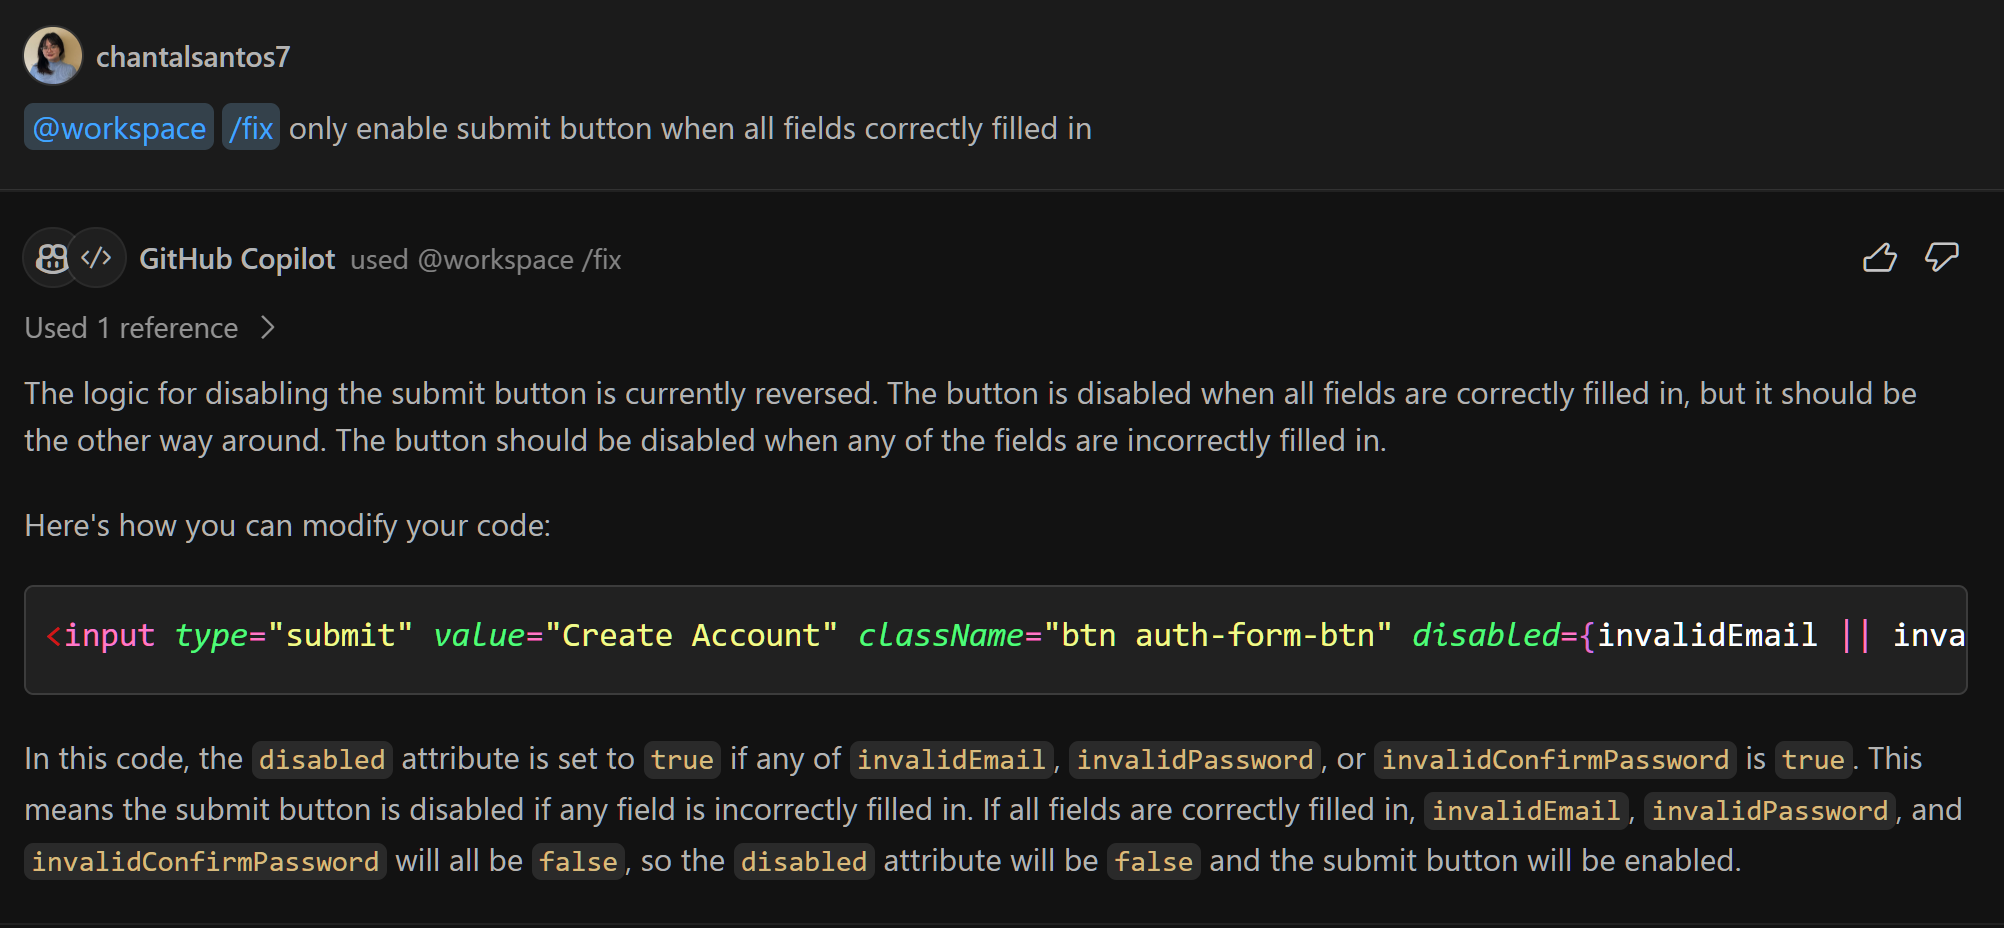 chantalsantos7
@workspace /fix only enable submit button when all fields correctly filled in
GitHub Copilot used @workspace /fix
Used 1 reference
The logic for disabling the submit button is currently reversed. The button is disabled when all fields are correctly filled in, but it should be
the other way around. The button should be disabled when any of the fields are incorrectly filled in.
Here's how you can modify your code:
<input type="submit" value="Create Account" className="btn auth-form-btn" disabled={invalidEmail || inva
In this code, the disabled attribute is set to true if any of invalidEmail, invalidPassword, or invalidConfirmPassword is true. This
means the submit button is disabled if any field is incorrectly filled in. If all fields are correctly filled in, invalidEmail, invalidPassword, and
invalidConfirmPassword will all be false, so the disabled attribute will be false and the submit button will be enabled.